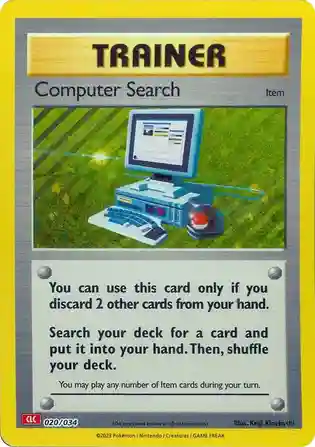 TRAINER
Computer Search
Item
You can use this card only if you
discard 2 other cards from your hand.
Search your deck for a card and
put it into your hand. Then, shuffle
your deck.
You may play any number of Item cards during your turn.
CLC 020/034
Illus. Keiji Kinebuchi
©2023 Pokémon / Nintendo / Creatures / GAME FREAK